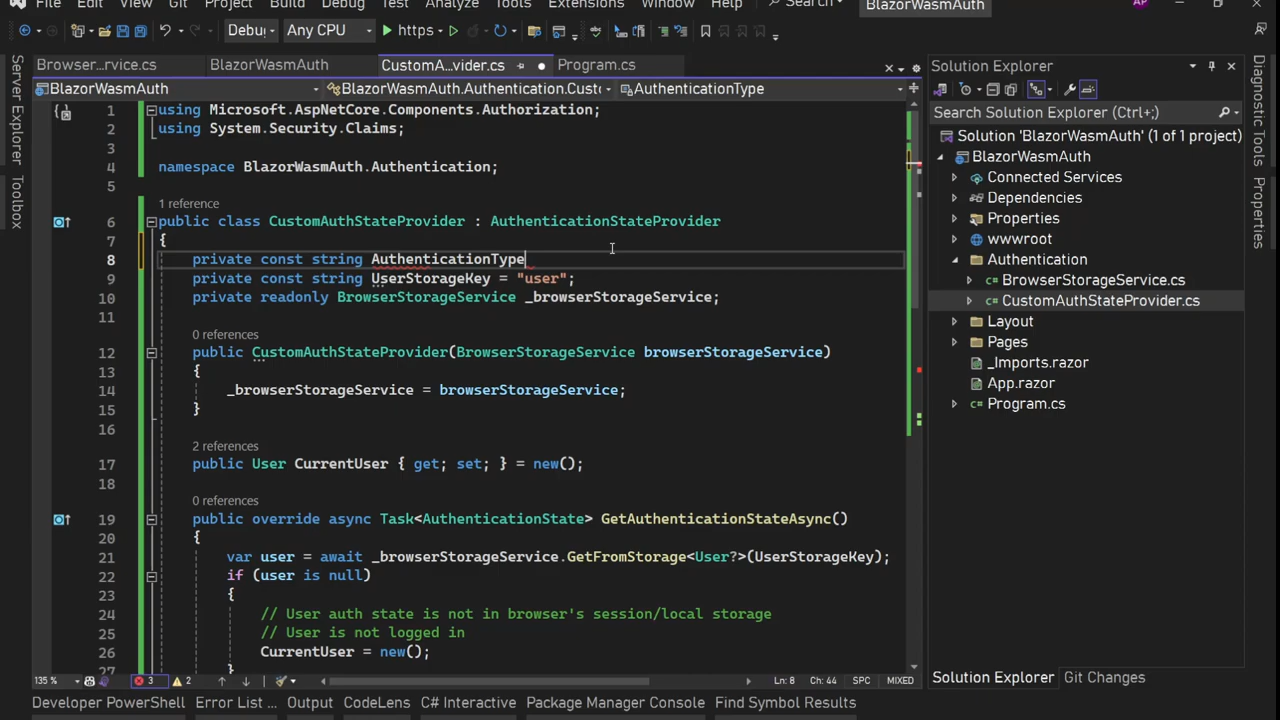 File Edit View Git Project Build Debug Test Analyze Tools Extensions Window Help Search BlazorWasmAuth AP
Debug Any CPU https
Server Explorer
Toolbox
Browser...rvice.cs BlazorWasmAuth CustomA...vider.cs Program.cs
BlazorWasmAuth BlazorWasmAuth.Authentication.Custo AuthenticationType
1 using Microsoft.AspNetCore.Components.Authorization;
2 using System.Security.Claims;
3
4 namespace BlazorWasmAuth.Authentication;
5
1 reference
6 public class CustomAuthStateProvider : AuthenticationStateProvider
7 {
8 private const string AuthenticationType
9 private const string UserStorageKey = "user";
10 private readonly BrowserStorageService _browserStorageService;
11
0 references
12 public CustomAuthStateProvider(BrowserStorageService browserStorageService)
13 {
14 _browserStorageService = browserStorageService;
15 }
16
2 references
17 public User CurrentUser { get; set; } = new();
18
0 references
19 public override async Task<AuthenticationState> GetAuthenticationStateAsync()
20 {
21 var user = await _browserStorageService.GetFromStorage<User?>(UserStorageKey);
22 if (user is null)
23 {
24 // User auth state is not in browser's session/local storage
25 // User is not logged in
26 CurrentUser = new();
27 }
135 % 3 2 Ln: 8 Ch: 44 SPC MIXED
Solution Explorer
Search Solution Explorer (Ctrl+;)
Solution 'BlazorWasmAuth' (1 of 1 project)
BlazorWasmAuth
Connected Services
Dependencies
Properties
wwwroot
Authentication
BrowserStorageService.cs
CustomAuthStateProvider.cs
Layout
Pages
_Imports.razor
App.razor
Program.cs
Solution Explorer Git Changes
Diagnostic Tools
Properties
Developer PowerShell Error List ... Output CodeLens C# Interactive Package Manager Console Find Symbol Results